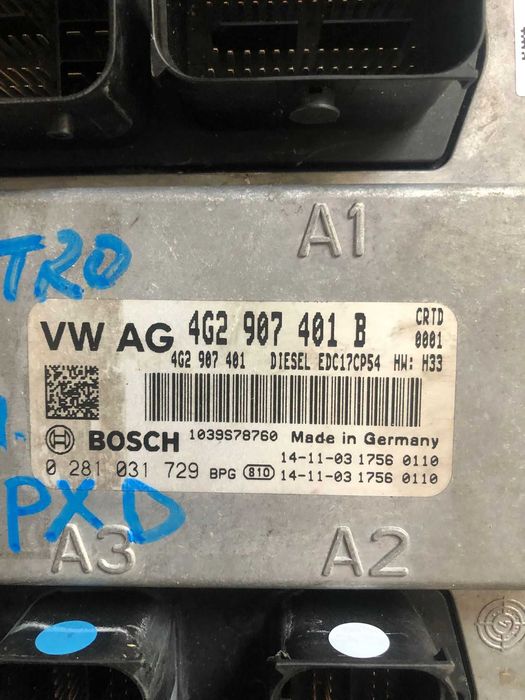 A1
TRO
VW AG 4G2 907 401 B CRTD
0001
4G2 907 401 DIESEL EDC17CP54 HW: H33
BOSCH 1039S78760 Made in Germany
14-11-03 1756 0110
0 281 031 729 BPG 810 14-11-03 1756 0110
PXD
A3 A2